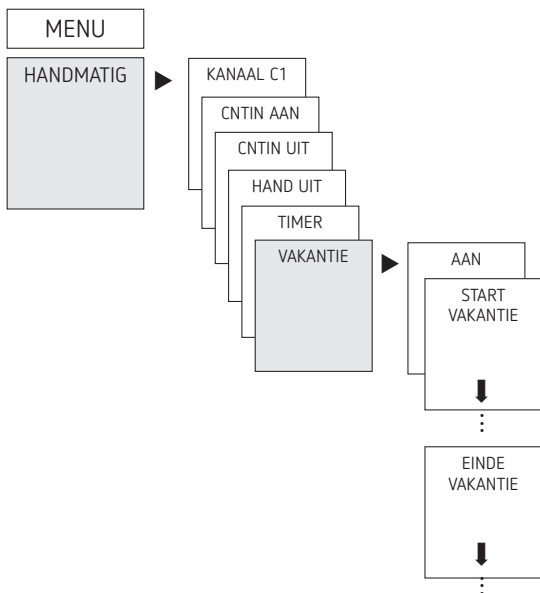 MENU
HANDMATIG
KANAAL C1
CNTIN AAN
CNTIN UIT
HAND UIT
TIMER
VAKANTIE
AAN
START
VAKANTIE
EINDE
VAKANTIE